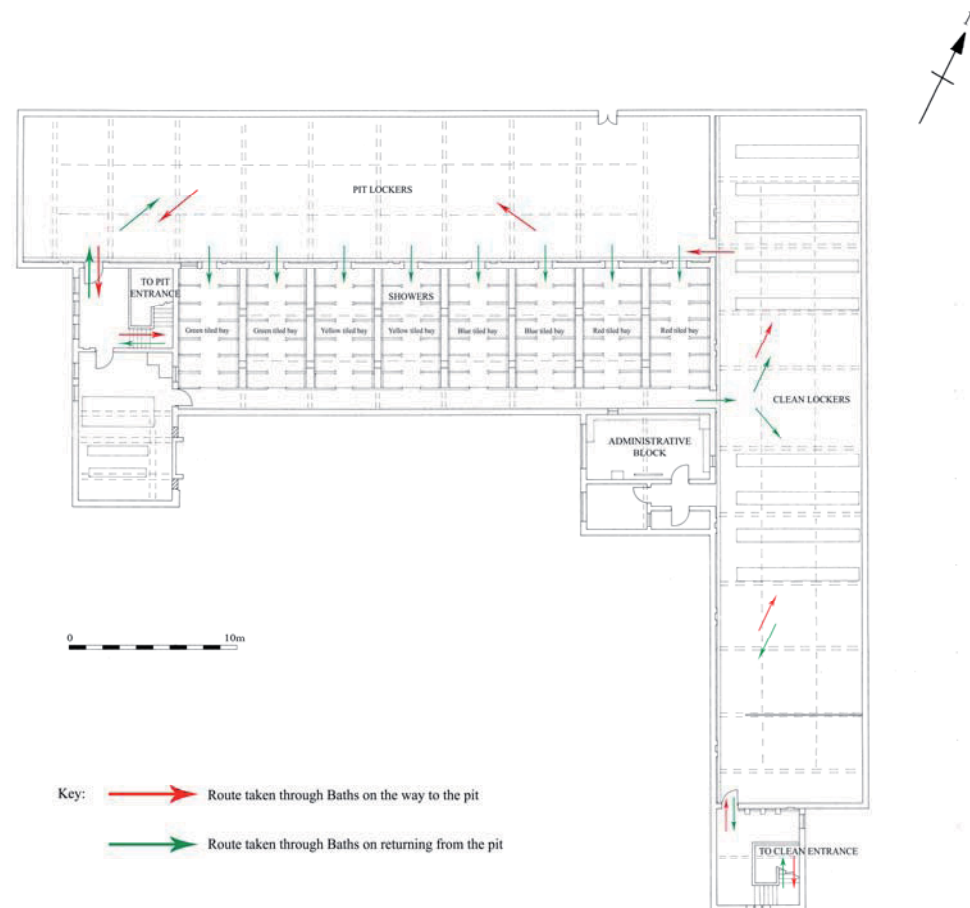 N
PIT LOCKERS
TO PIT
ENTRANCE
SHOWERS
Green tiled bay
Green tiled bay
Yellow tiled bay
Yellow tiled bay
Blue tiled bay
Blue tiled bay
Red tiled bay
Red tiled bay
CLEAN LOCKERS
ADMINISTRATIVE
BLOCK
0 10m
Key:
Route taken through Baths on the way to the pit
Route taken through Baths on returning from the pit
TO CLEAN ENTRANCE